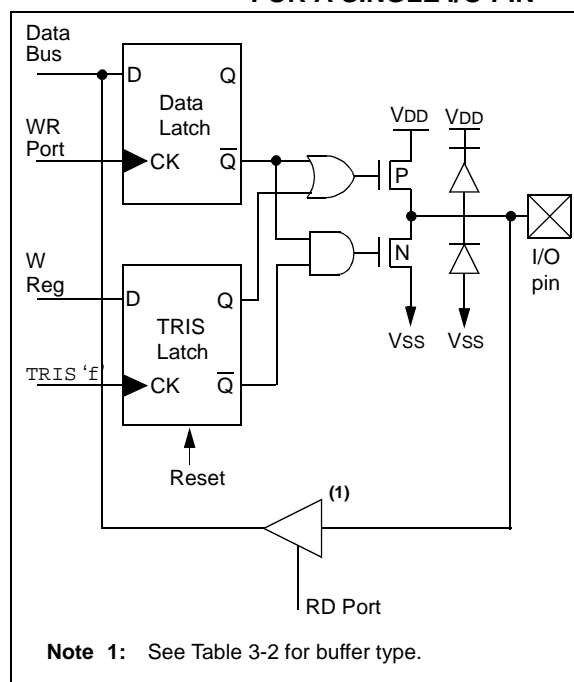 FOR A SINGLE I/O PIN
Data
Bus
D
Q
Data
Latch
WR
Port
CK
Q
VDD
VDD
P
I/O
pin
W
Reg
D
Q
N
TRIS
Latch
VSS
VSS
TRIS 'f'
CK
Q
Reset
(1)
RD Port
Note 1: See Table 3-2 for buffer type.